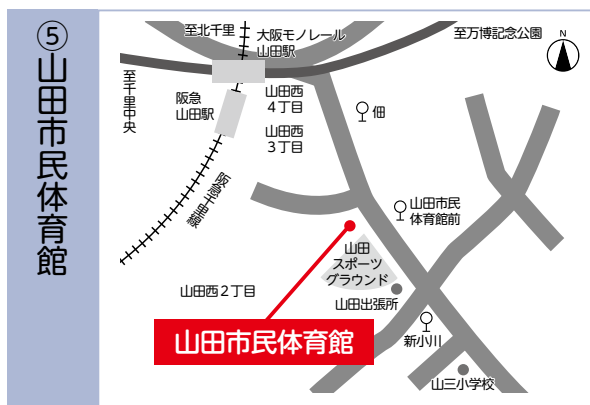 ⑤山田市民体育館
至北千里
大阪モノレール
山田駅
至万博記念公園
N
至千里中央
阪急
山田駅
山田西
4丁目
山田西
3丁目
佃
阪急千里線
山田市民
体育館前
山田
スポーツ
グラウンド
山田出張所
山田西2丁目
山田市民体育館
新小川
山三小学校